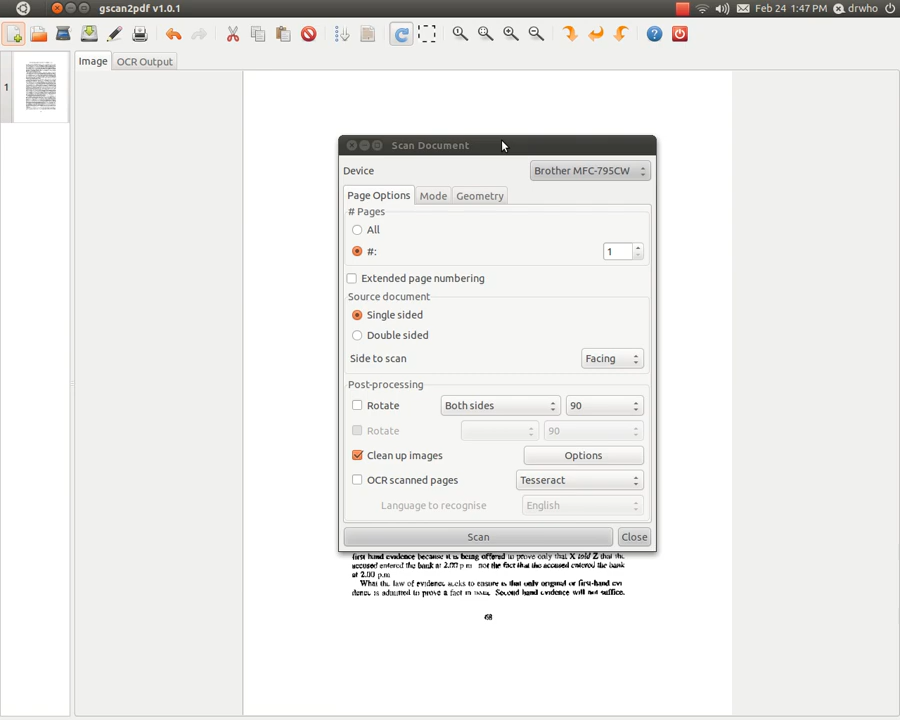 gscan2pdf v1.0.1
Feb 24 1:47 PM
drwho
1
Image
OCR Output
Scan Document
Device
Brother MFC-795CW
Page Options
Mode
Geometry
# Pages
All
#:
1
Extended page numbering
Source document
Single sided
Double sided
Side to scan
Facing
Post-processing
Rotate
Both sides
90
Rotate
90
Clean up images
Options
OCR scanned pages
Tesseract
Language to recognise
English
Scan
Close
first hand evidence because it is being offered to prove only that X told Z that the
accused entered the bank at 2.00 p m not the fact that the accused entered the bank
at 2.00 p.m
What the law of evidence seeks to ensure is that only original or first-hand evi
dence is admitted to prove a fact in Second hand evidence will not suffice.
68